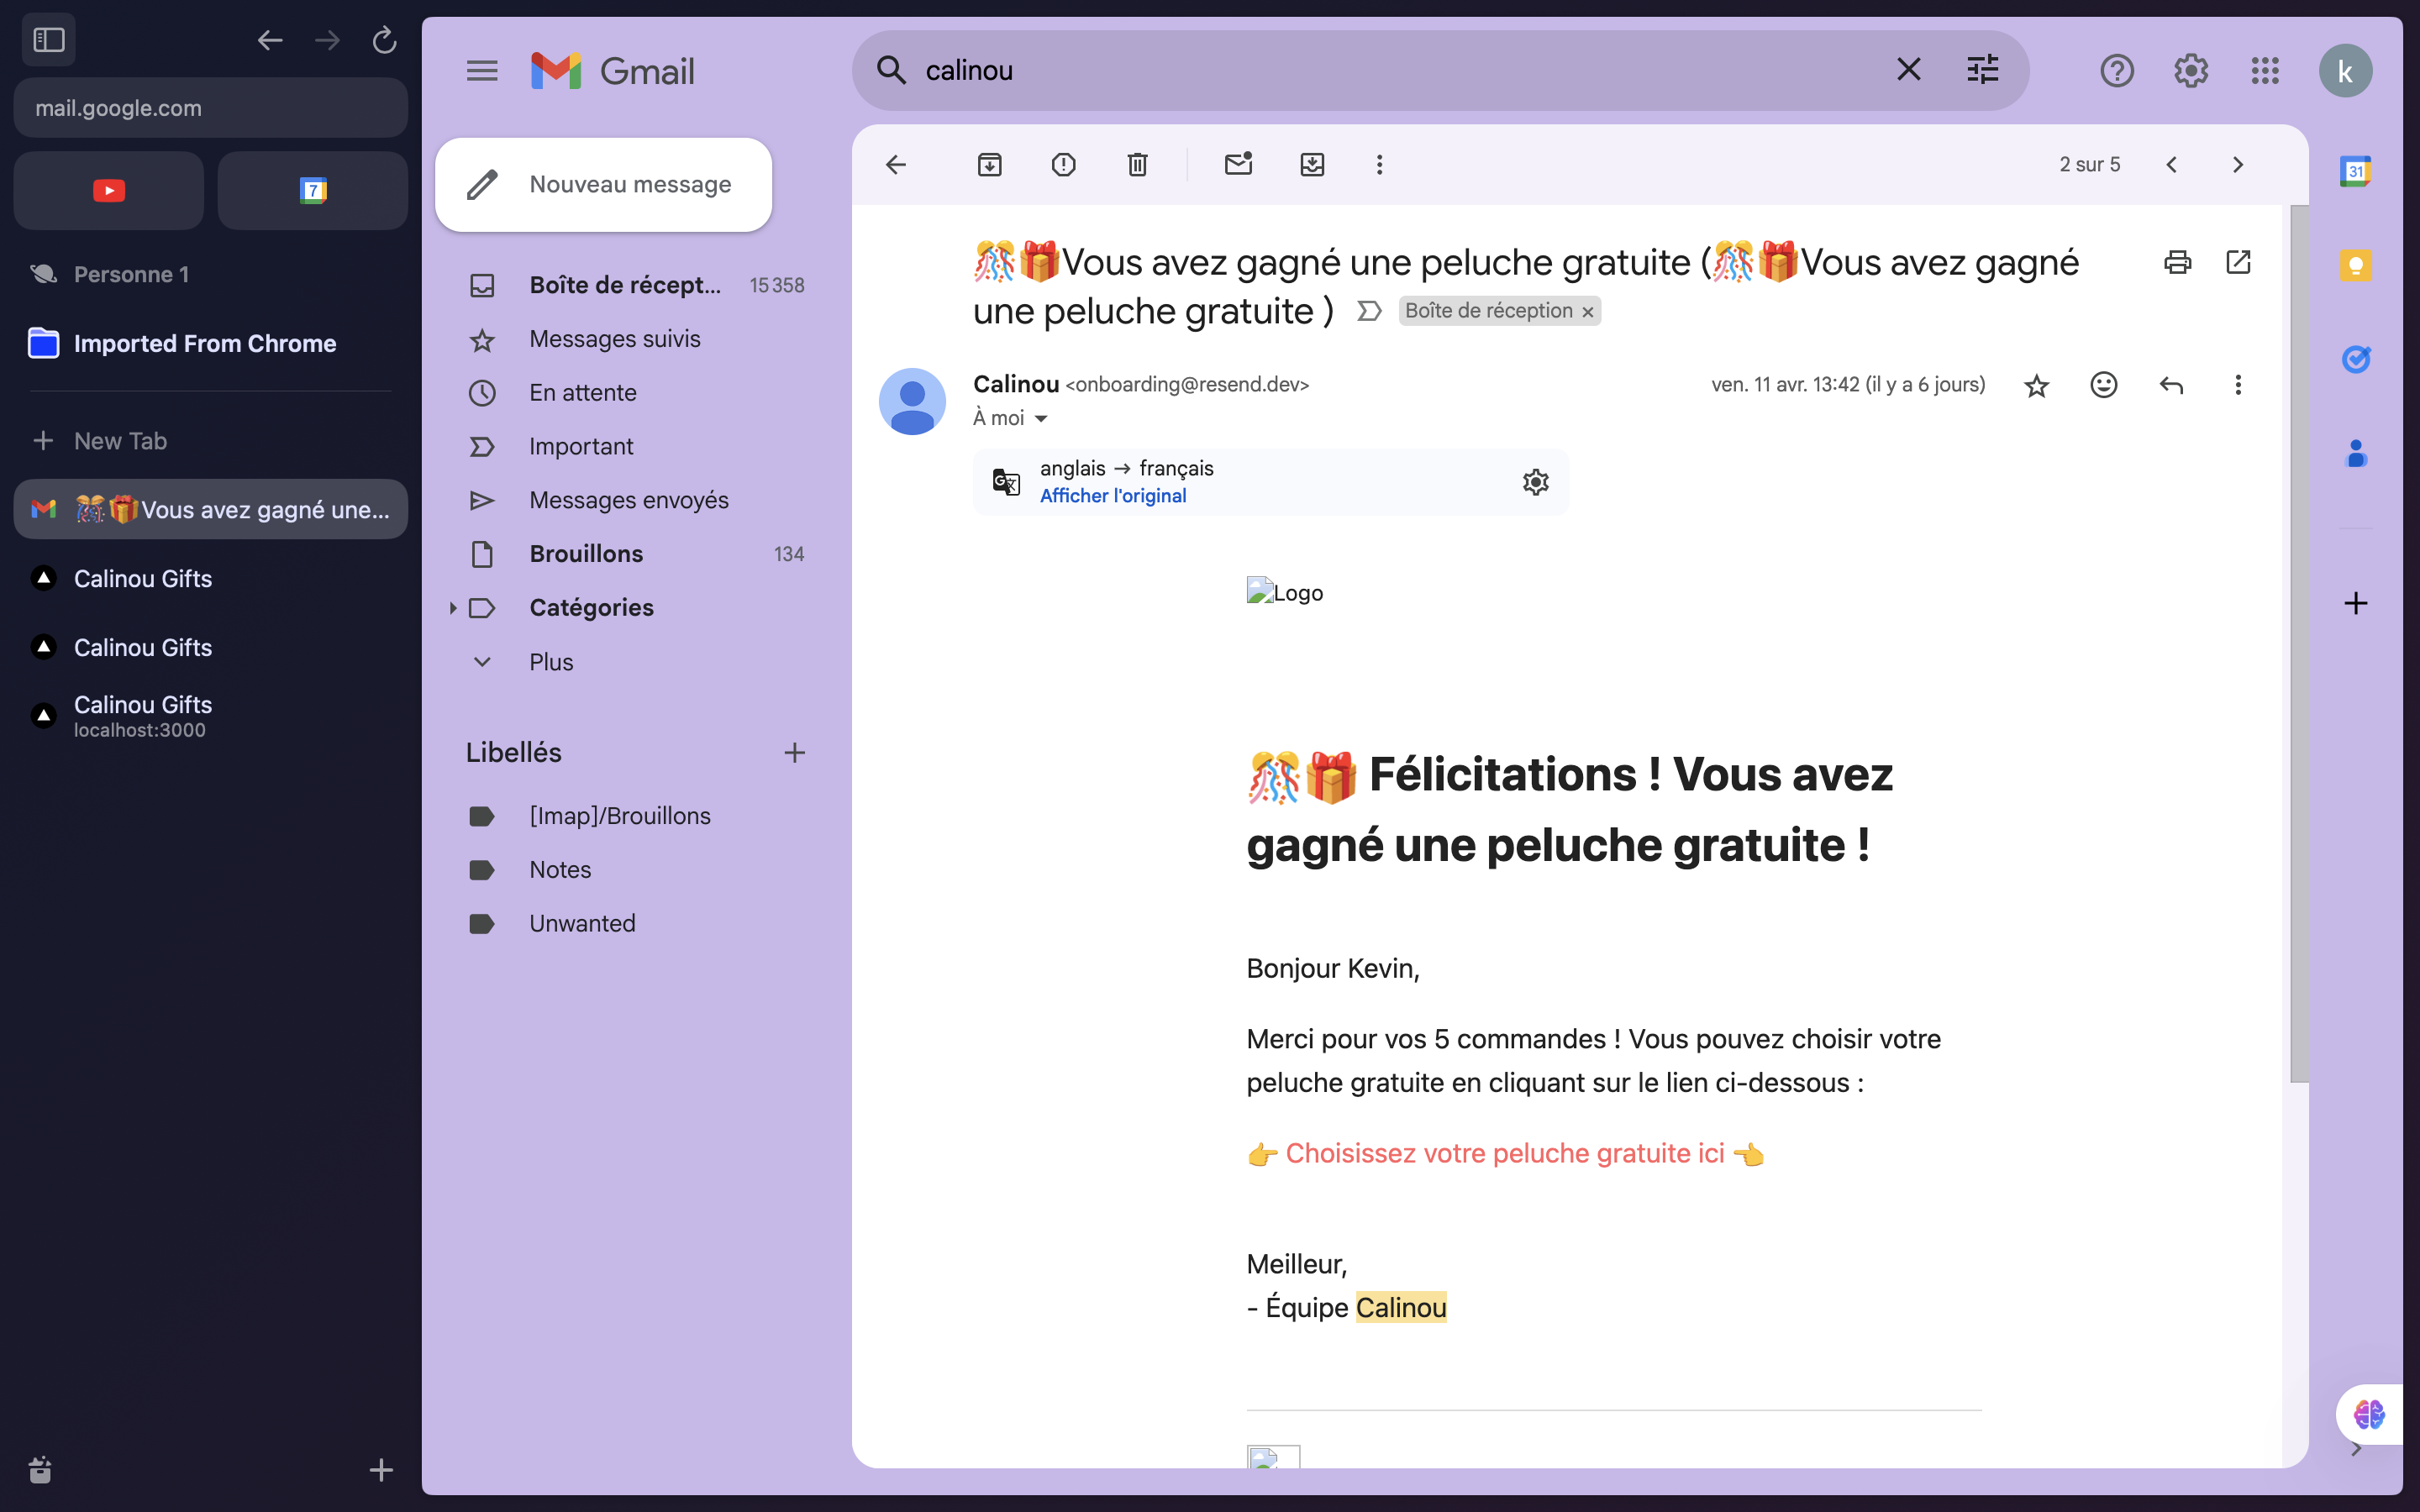 mail.google.com
7
Personne 1
Imported From Chrome
New Tab
🎊🎁Vous avez gagné une...
Calinou Gifts
Calinou Gifts
Calinou Gifts
localhost:3000
Gmail
calinou
k
Nouveau message
Boîte de récept... 15 358
Messages suivis
En attente
Important
Messages envoyés
Brouillons 134
Catégories
Plus
Libellés
[Imap]/Brouillons
Notes
Unwanted
2 sur 5
🎊🎁Vous avez gagné une peluche gratuite (🎊🎁Vous avez gagné
une peluche gratuite ) Boîte de réception ×
Calinou <onboarding@resend.dev>
ven. 11 avr. 13:42 (il y a 6 jours)
À moi
anglais → français
Afficher l'original
Logo
🎊🎁 Félicitations ! Vous avez
gagné une peluche gratuite !
Bonjour Kevin,
Merci pour vos 5 commandes ! Vous pouvez choisir votre
peluche gratuite en cliquant sur le lien ci-dessous :
👉 Choisissez votre peluche gratuite ici 👈
Meilleur,
- Équipe Calinou
31